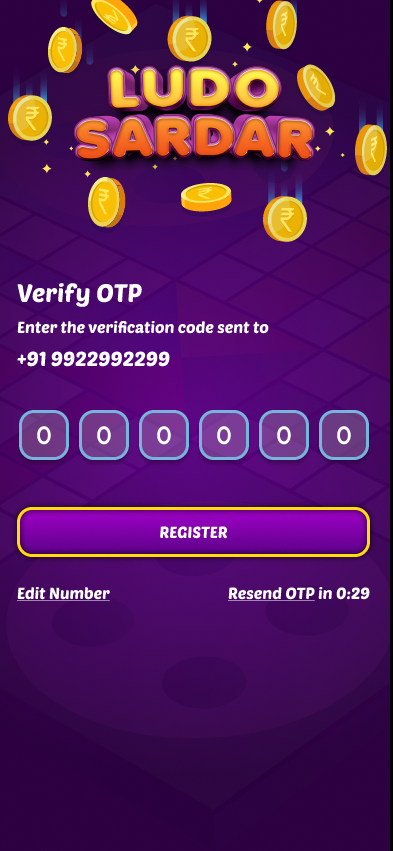 LUDO
SARDAR
Verify OTP
Enter the verification code sent to
+91 9922992299
0 0 0 0 0 0
REGISTER
Edit Number Resend OTP in 0:29